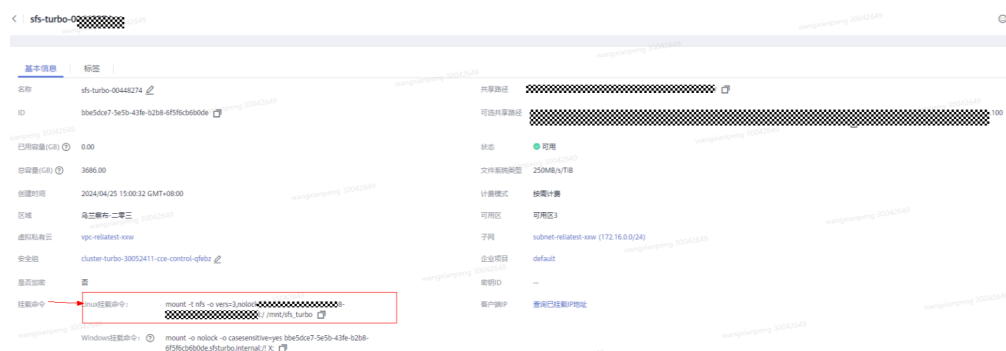 sfs-turbo-0
基本信息 标签
名称 sfs-turbo-00448274 共享路径
ID bbe5dce7-5e5b-43fe-b2b8-6f5f6cb6b0de 可选共享路径 100
已用容量(GB) 0.00 状态 可用
总容量(GB) 3686.00 文件系统类型 250MB/s/TiB
创建时间 2024/04/25 15:00:32 GMT+08:00 计费模式 按需计费
区域 乌兰察布-二零三 可用区 可用区3
虚拟私有云 vpc-reliatest-xxw 子网 subnet-reliatest-xxw (172.16.0.0/24)
安全组 cluster-turbo-30052411-cce-control-qfebz 企业项目 default
是否加密 否 密钥ID --
挂载命令 Linux挂载命令: mount -t nfs -o vers=3,nolock 8- 客户端IP 查询已挂载IP地址
:/ /mnt/sfs_turbo
Windows挂载命令: mount -o nolock -o casesensitive=yes bbe5dce7-5e5b-43fe-b2b8-
6f5f6cb6b0de.sfsturbo.internal:/! X: